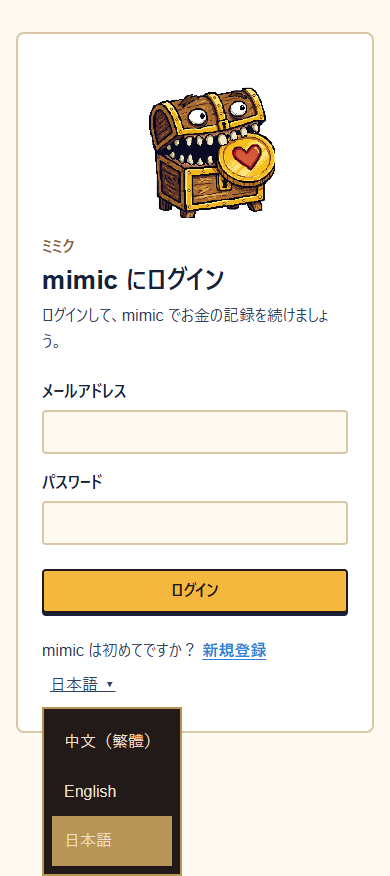 ミミク
mimic にログイン
ログインして、mimic でお金の記録を続けましょ
う。
メールアドレス
パスワード
ログイン
mimic は初めてですか？ 新規登録
日本語 ▼
中文（繁體）
English
日本語